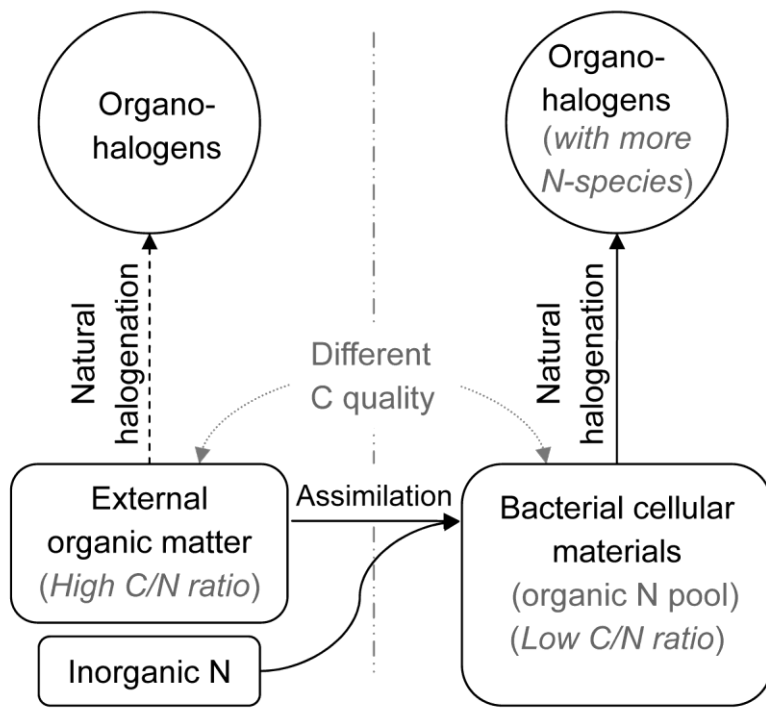 Organo-
halogens
Organo-
halogens
(with more
N-species)
Natural
halogenation
Different
C quality
Natural
halogenation
External
organic matter
(High C/N ratio)
Assimilation
Bacterial cellular
materials
(organic N pool)
(Low C/N ratio)
Inorganic N